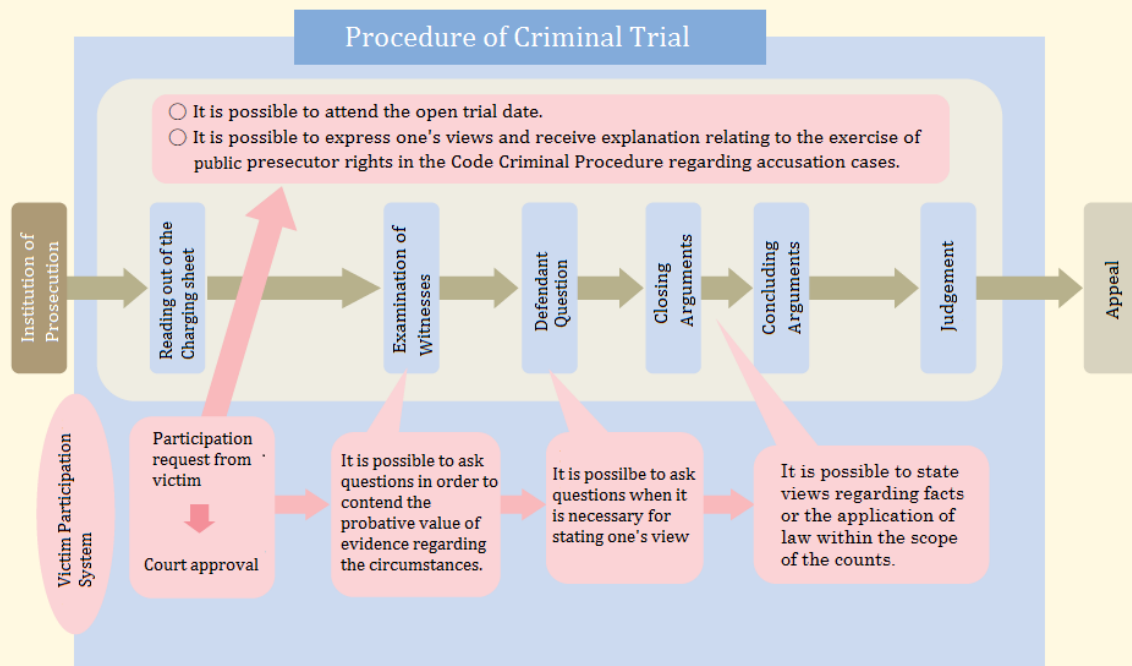 Procedure of Criminal Trial
○ It is possible to attend the open trial date.
○ It is possible to express one's views and receive explanation relating to the exercise of
public presecutor rights in the Code Criminal Procedure regarding accusation cases.
Institution of
Prosecution
Reading out of the
Charging sheet
Examination of
Witnesses
Defendant
Question
Closing
Arguments
Concluding
Arguments
Judgement
Appeal
Victim Participation
System
Participation
request from
victim
Court approval
It is possible to ask
questions in order to
contend the
probative value of
evidence regarding
the circumstances.
It is possilbe to ask
questions when it
is necessary for
stating one's view
It is possible to state
views regarding facts
or the application of
law within the scope
of the counts.